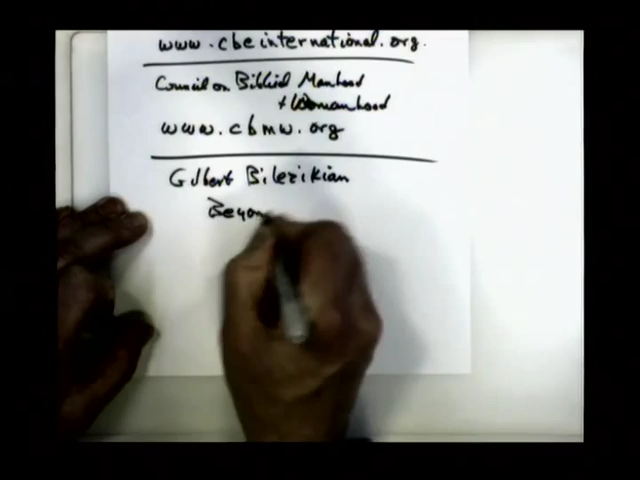 www.cbeinternational.org.
Council on Biblical Manhood
+ Womanhood
www.cbmw.org
Gilbert Bilezikian
Beyon